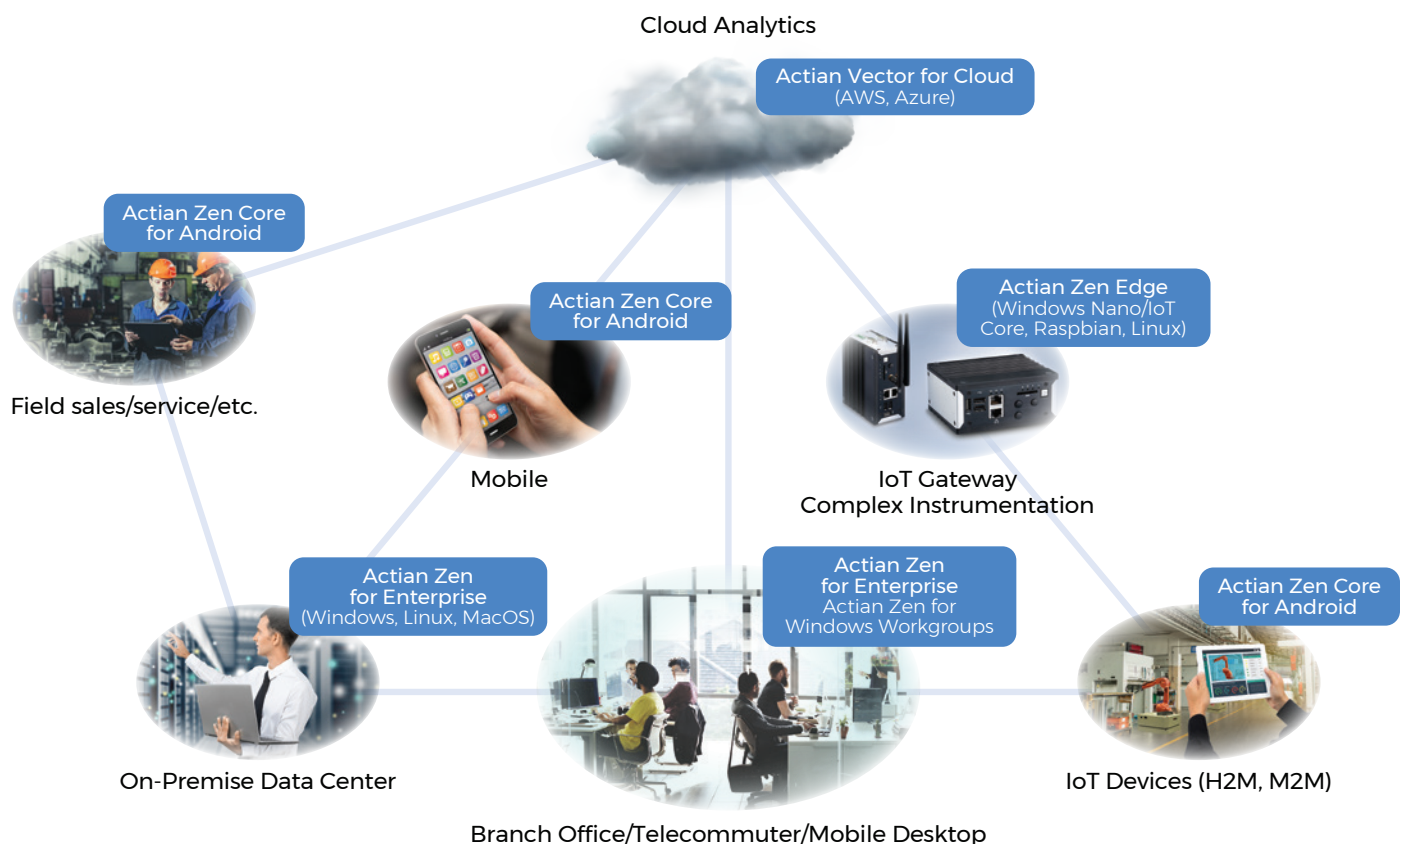 Cloud Analytics
Actian Vector for Cloud
(AWS, Azure)
Actian Zen Core
for Android
Field sales/service/etc.
Actian Zen Core
for Android
Mobile
Actian Zen Edge
(Windows Nano/IoT
Core, Raspbian, Linux)
IoT Gateway
Complex Instrumentation
Actian Zen
for Enterprise
(Windows, Linux, MacOS)
On-Premise Data Center
Actian Zen
for Enterprise
Actian Zen for
Windows Workgroups
Branch Office/Telecommuter/Mobile Desktop
Actian Zen Core
for Android
IoT Devices (H2M, M2M)